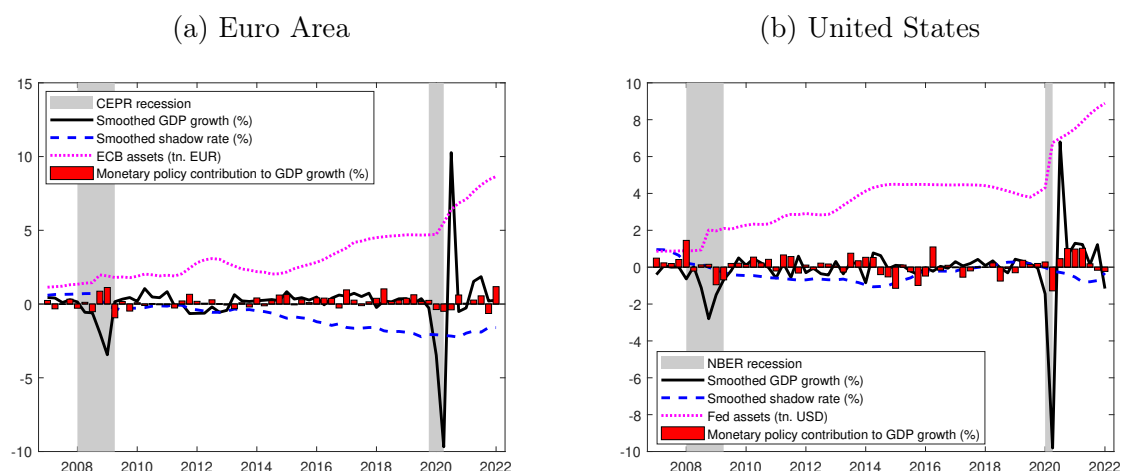 (a) Euro Area
15
10
5
0
-5
-10
2008 2010 2012 2014 2016 2018 2020 2022
CEPR recession
Smoothed GDP growth (%)
Smoothed shadow rate (%)
ECB assets (tn. EUR)
Monetary policy contribution to GDP growth (%)
(b) United States
10
8
6
4
2
0
-2
-4
-6
-8
-10
2008 2010 2012 2014 2016 2018 2020 2022
NBER recession
Smoothed GDP growth (%)
Smoothed shadow rate (%)
Fed assets (tn. USD)
Monetary policy contribution to GDP growth (%)